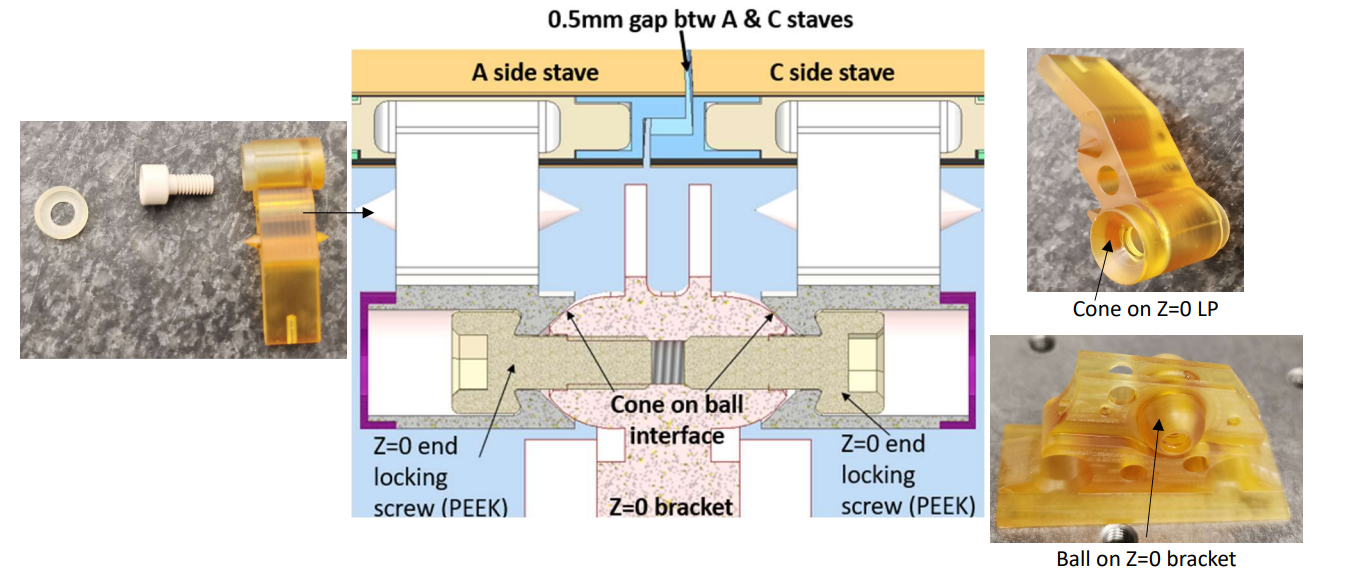 0.5mm gap btw A & C staves
A side stave
C side stave
Cone on Z=0 LP
Cone on ball
interface
Z=0 end
locking
screw (PEEK)
Z=0 end
locking
screw (PEEK)
Z=0 bracket
Ball on Z=0 bracket